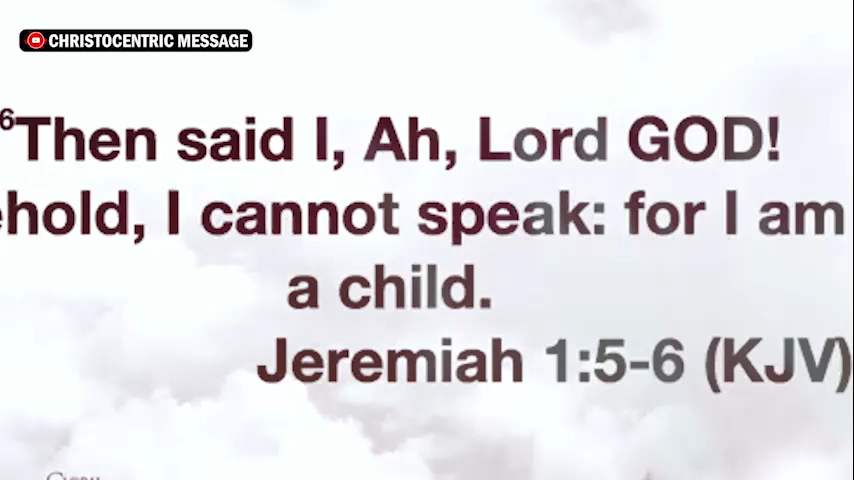 CHRISTOCENTRIC MESSAGE
6Then said I, Ah, Lord GOD!
ehold, I cannot speak: for I am
a child.
Jeremiah 1:5-6 (KJV)